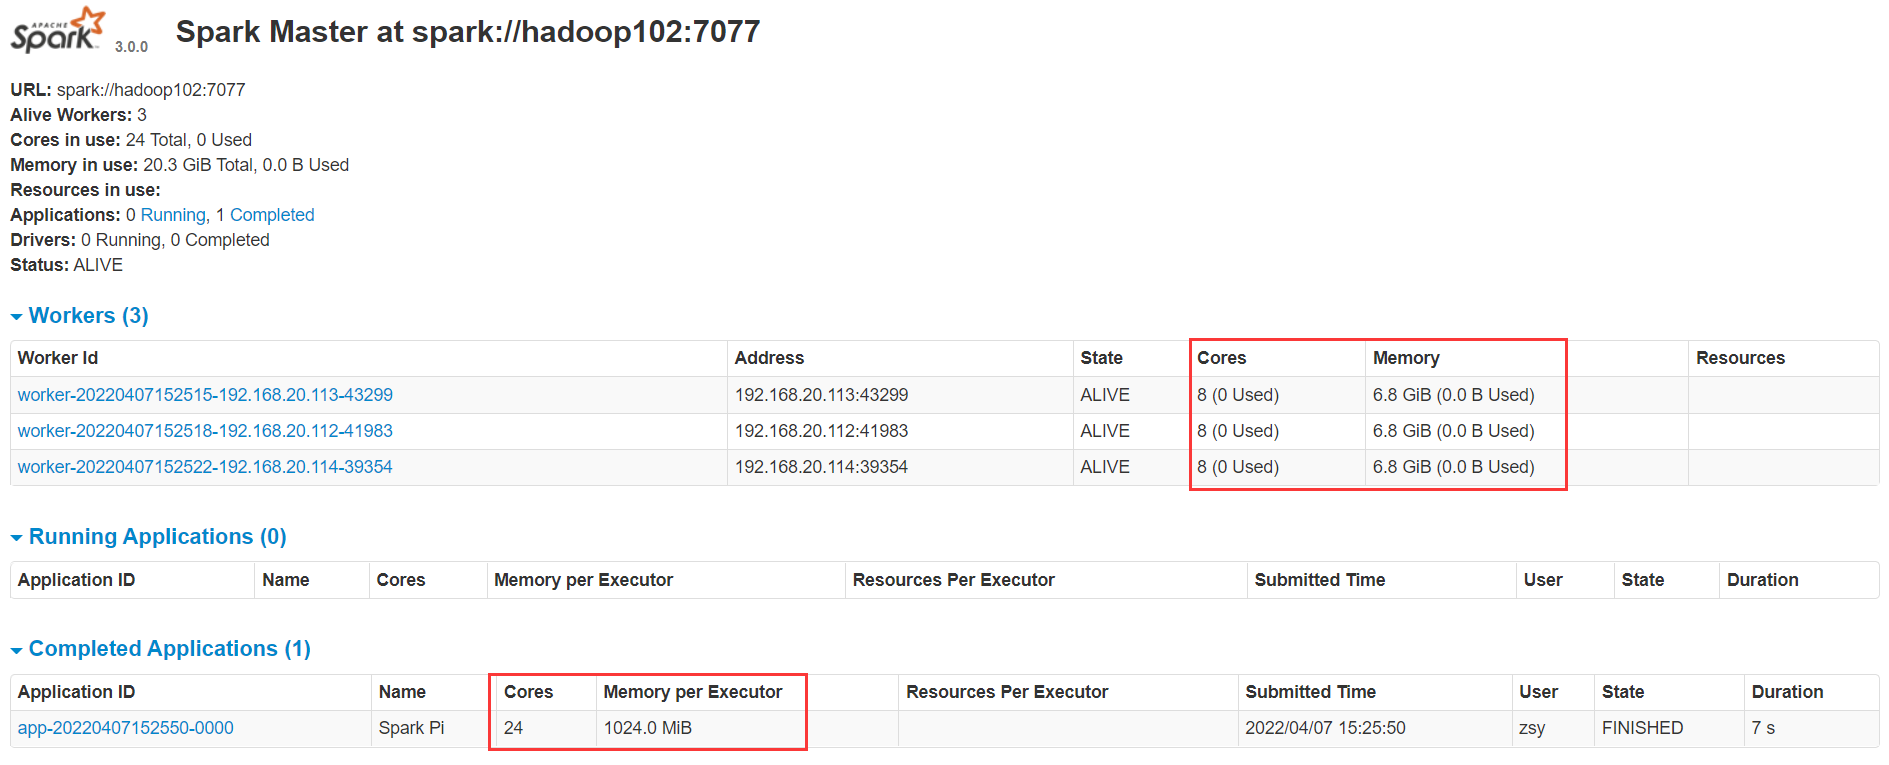 APACHE
Spark 3.0.0 Spark Master at spark://hadoop102:7077
URL: spark://hadoop102:7077
Alive Workers: 3
Cores in use: 24 Total, 0 Used
Memory in use: 20.3 GiB Total, 0.0 B Used
Resources in use:
Applications: 0 Running, 1 Completed
Drivers: 0 Running, 0 Completed
Status: ALIVE
Workers (3)
Worker Id Address State Cores Memory Resources
worker-20220407152515-192.168.20.113-43299 192.168.20.113:43299 ALIVE 8 (0 Used) 6.8 GiB (0.0 B Used)
worker-20220407152518-192.168.20.112-41983 192.168.20.112:41983 ALIVE 8 (0 Used) 6.8 GiB (0.0 B Used)
worker-20220407152522-192.168.20.114-39354 192.168.20.114:39354 ALIVE 8 (0 Used) 6.8 GiB (0.0 B Used)
Running Applications (0)
Application ID Name Cores Memory per Executor Resources Per Executor Submitted Time User State Duration
Completed Applications (1)
Application ID Name Cores Memory per Executor Resources Per Executor Submitted Time User State Duration
app-20220407152550-0000 Spark Pi 24 1024.0 MiB 2022/04/07 15:25:50 zsy FINISHED 7 s